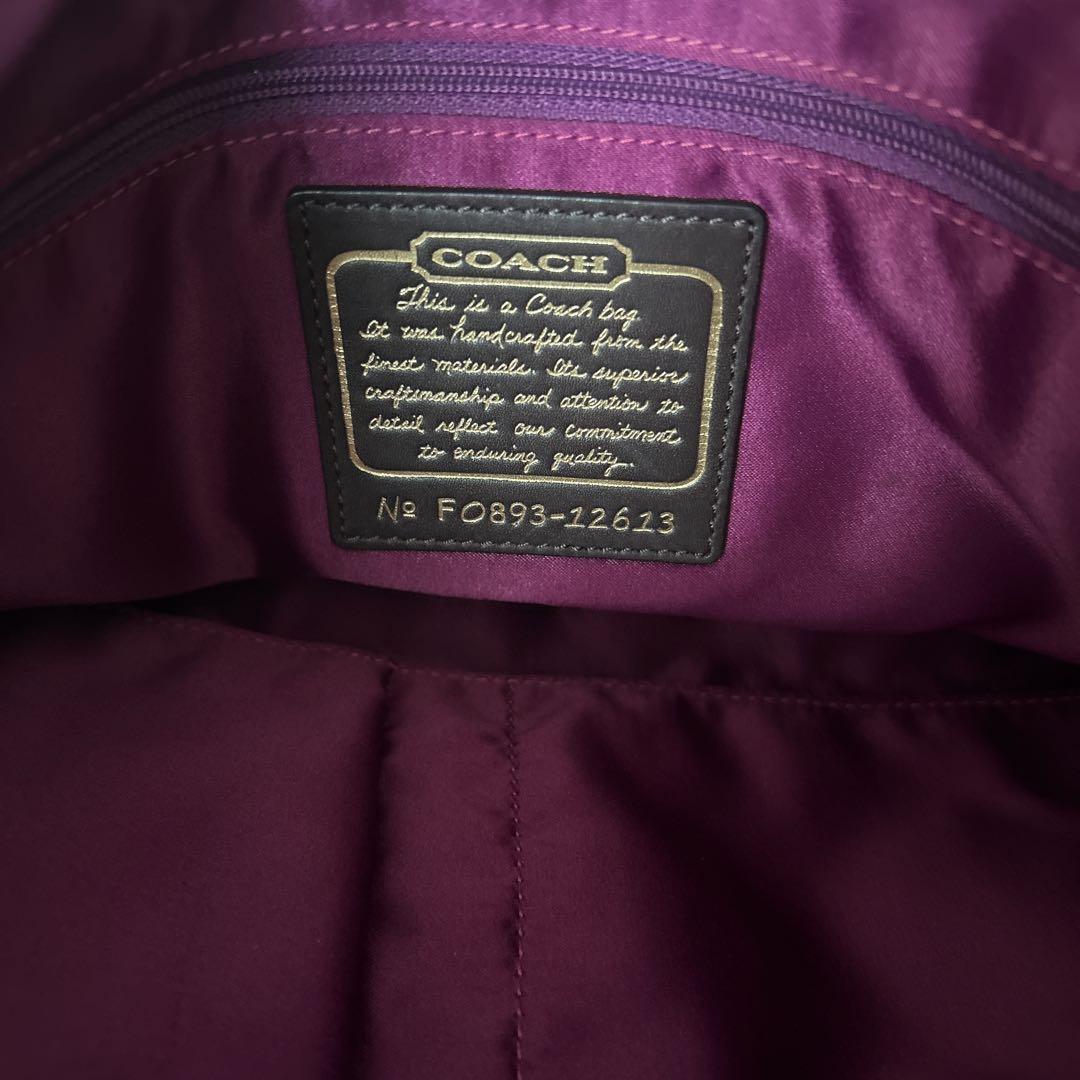 COACH
This is a Coach bag.
It was handcrafted from the
finest materials. Its superior
craftsmanship and attention to
detail reflect our commitment
to enduring quality.
№ F0893-12613